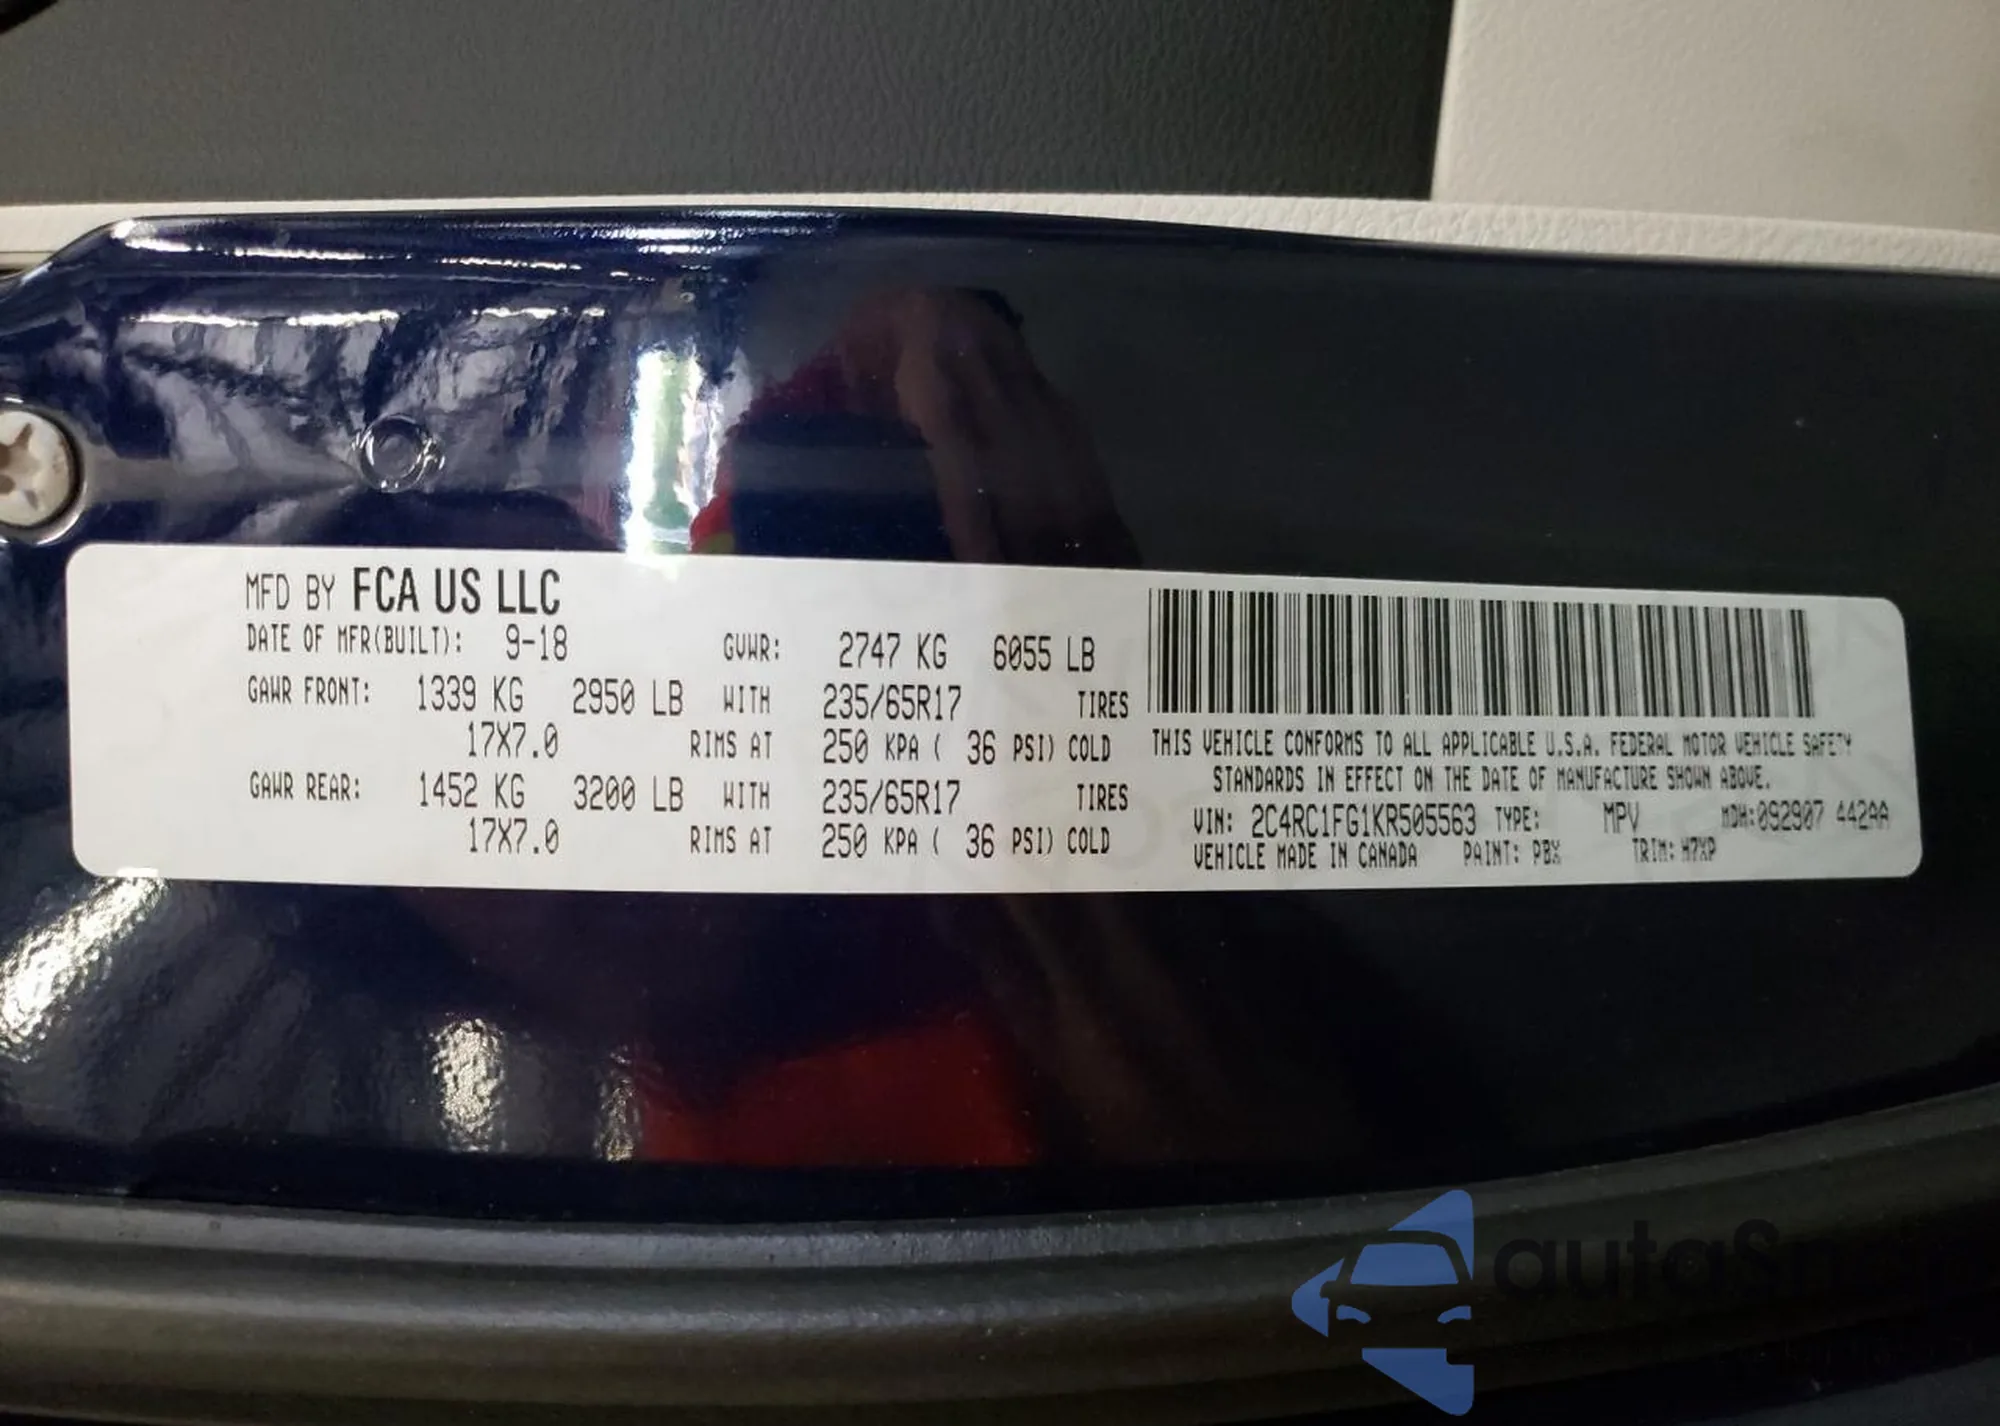 MFD BY FCA US LLC
DATE OF MFR(BUILT): 9-18 GVWR: 2747 KG 6055 LB
GAWR FRONT: 1339 KG 2950 LB WITH 235/65R17 TIRES
17X7.0 RIMS AT 250 KPA ( 36 PSI) COLD
GAWR REAR: 1452 KG 3200 LB WITH 235/65R17 TIRES
17X7.0 RIMS AT 250 KPA ( 36 PSI) COLD
THIS VEHICLE CONFORMS TO ALL APPLICABLE U.S.A. FEDERAL MOTOR VEHICLE SAFETY
STANDARDS IN EFFECT ON THE DATE OF MANUFACTURE SHOWN ABOVE.
VIN: 2C4RC1FG1KR505563 TYPE: MPV MDH:092907 442AA
VEHICLE MADE IN CANADA PAINT: PBX TRIM: H7XP